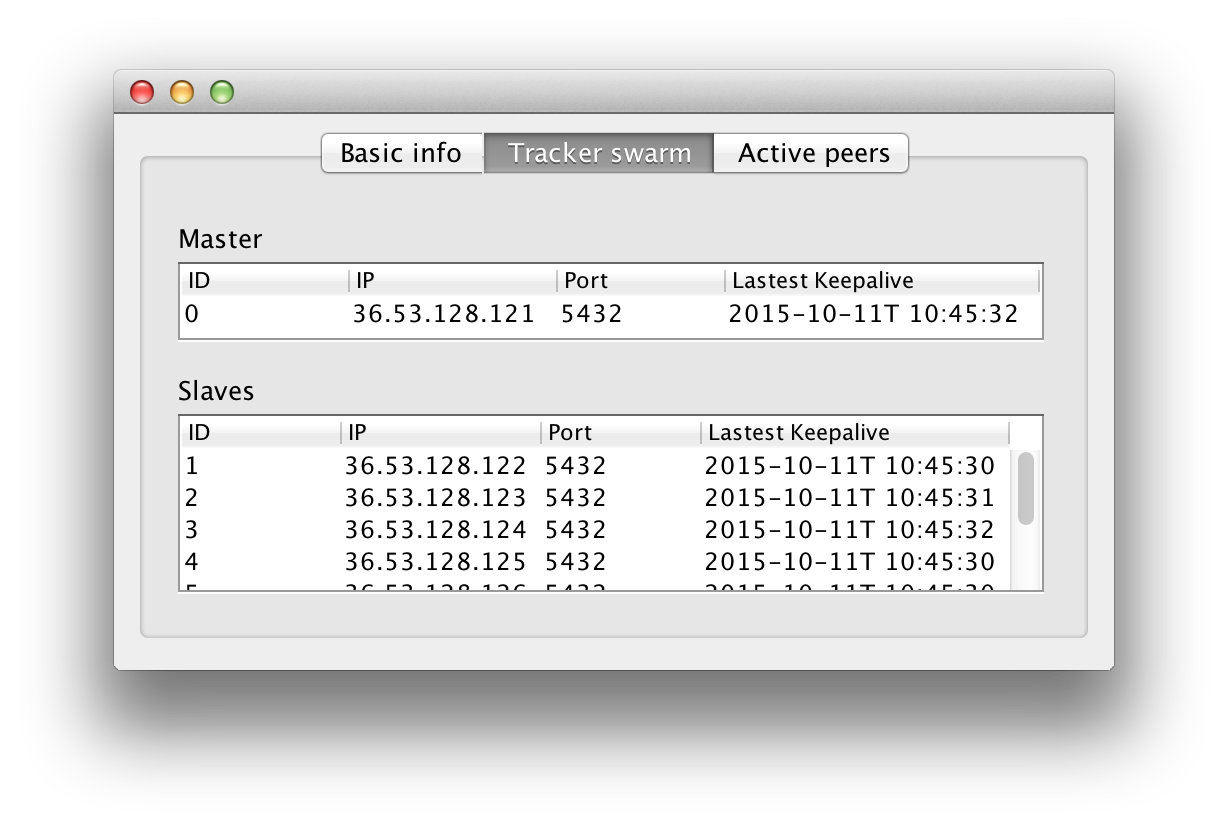 Basic info Tracker swarm Active peers
Master
ID IP Port Lastest Keepalive
0 36.53.128.121 5432 2015-10-11T 10:45:32
Slaves
ID IP Port Lastest Keepalive
1 36.53.128.122 5432 2015-10-11T 10:45:30
2 36.53.128.123 5432 2015-10-11T 10:45:31
3 36.53.128.124 5432 2015-10-11T 10:45:32
4 36.53.128.125 5432 2015-10-11T 10:45:30